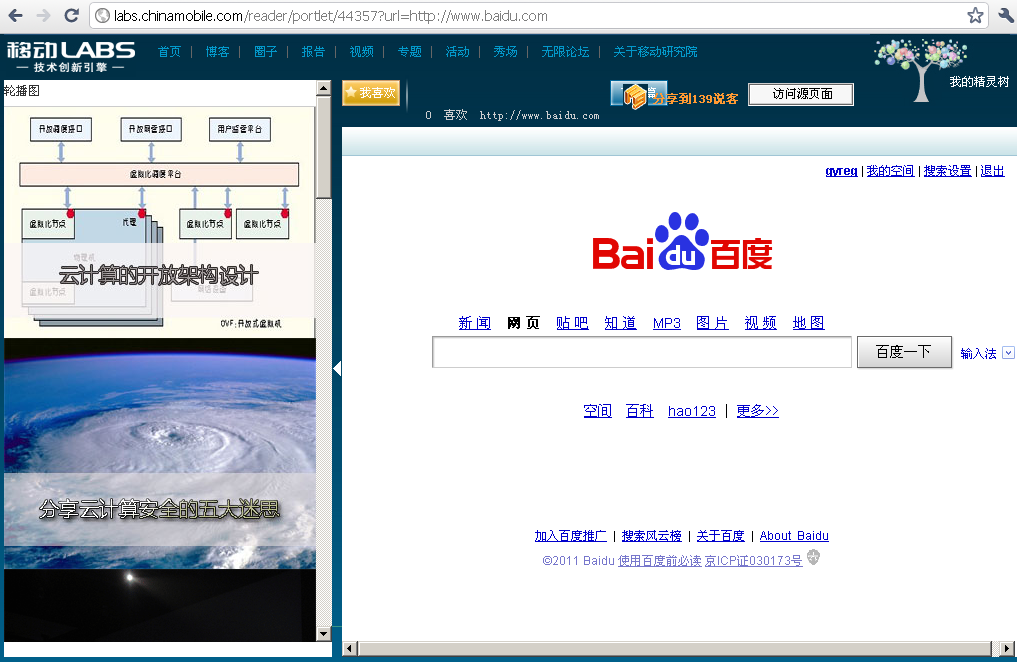 labs.chinamobile.com/reader/portlet/44357?url=http://www.baidu.com
移动LABS
技术创新引擎
首页 | 博客 | 圈子 | 报告 | 视频 | 专题 | 活动 | 秀场 | 无限论坛 | 关于移动研究院
我的精灵树
轮播图
我喜欢
0 喜欢 http://www.baidu.com
分享到139说客
访问源页面
开放调度接口 开放网管接口 用户监管平台
虚拟化调度平台
虚拟化节点 代理 虚拟化节点 虚拟化节点
物理机
云计算的开放架构设计
虚拟化节点
OVF:开放式虚拟机
分享云计算安全的五大迷思
qvreq | 我的空间 | 搜索设置 | 退出
Bai du 百度
新 闻 网 页 贴 吧 知 道 MP3 图 片 视 频 地 图
百度一下
输入法
空间 百科 hao123 | 更多>>
加入百度推广 | 搜索风云榜 | 关于百度 | About Baidu
©2011 Baidu 使用百度前必读 京ICP证030173号